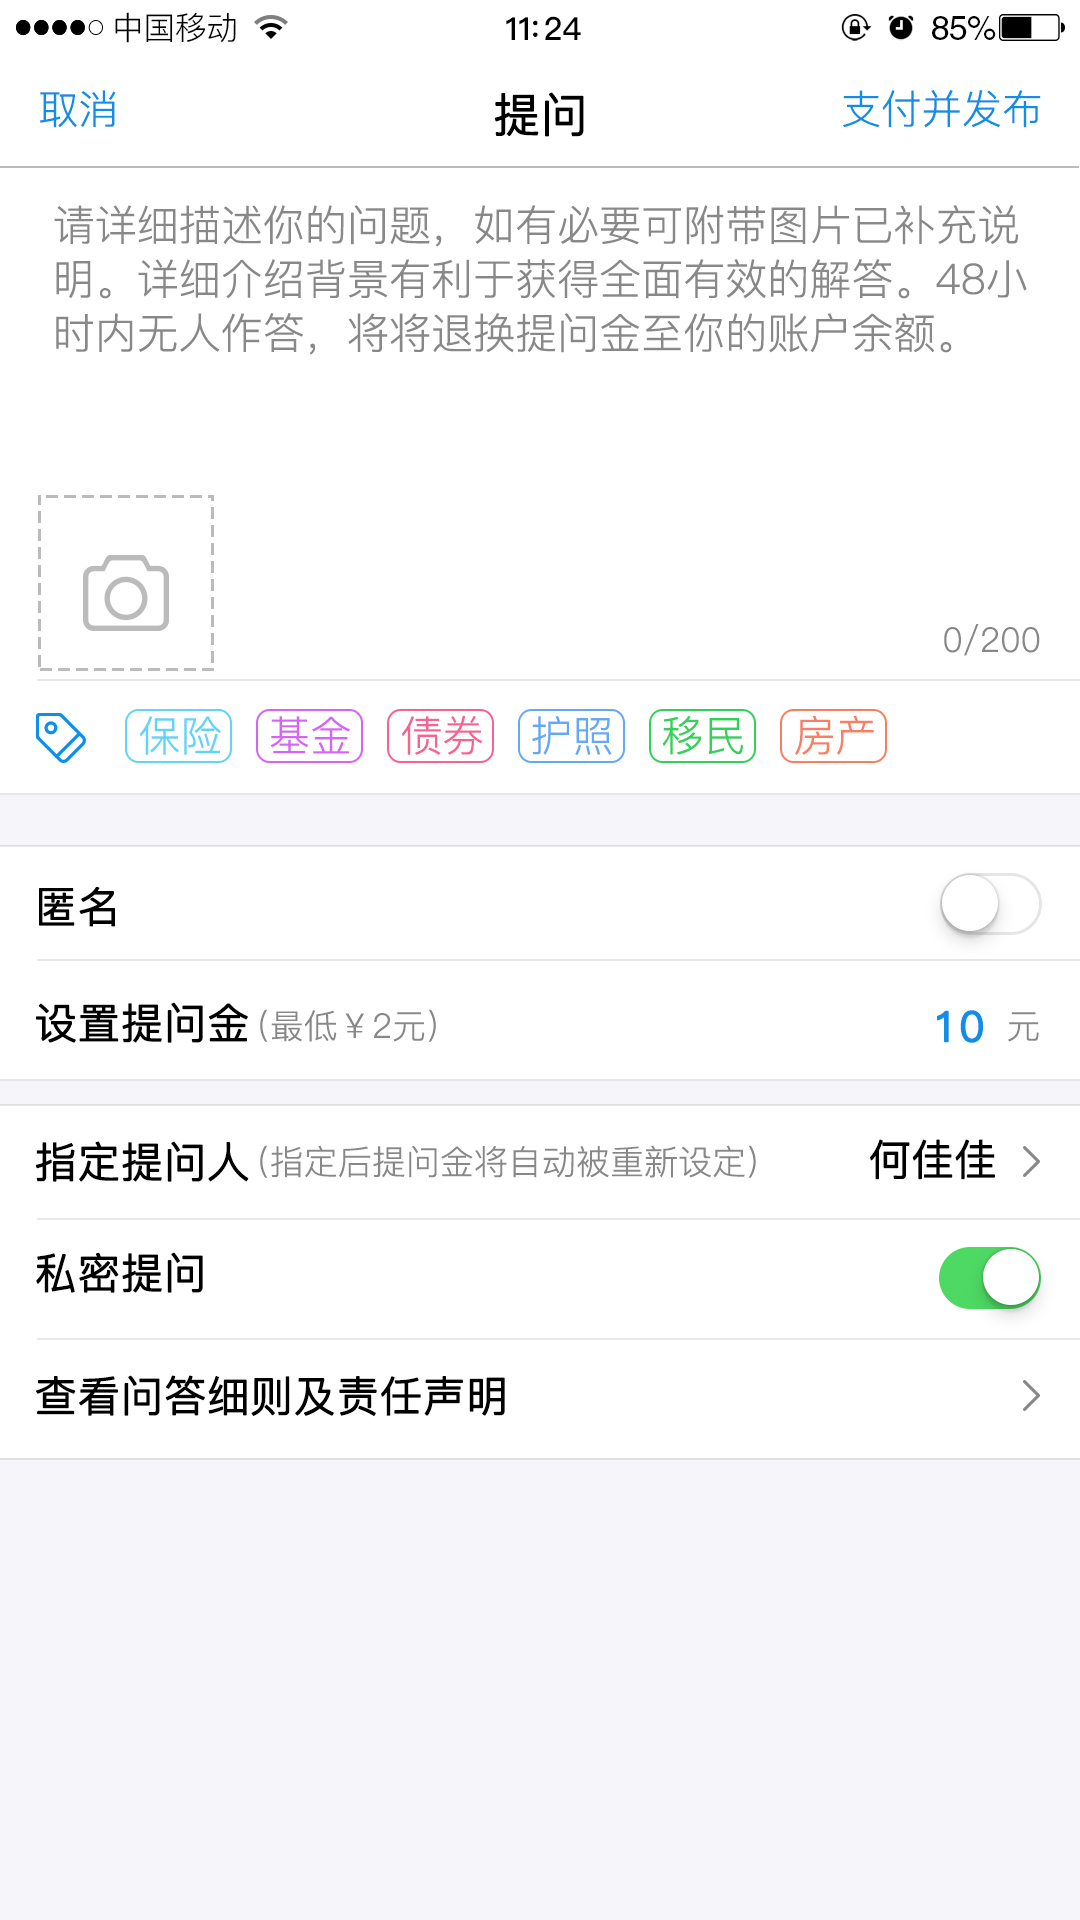 中国移动 11:24 85%
取消 提问 支付并发布
请详细描述你的问题，如有必要可附带图片已补充说
明。详细介绍背景有利于获得全面有效的解答。48小
时内无人作答，将将退换提问金至你的账户余额。
0/200
保险 基金 债券 护照 移民 房产
匿名
设置提问金(最低￥2元) 10 元
指定提问人(指定后提问金将自动被重新设定) 何佳佳
私密提问
查看问答细则及责任声明